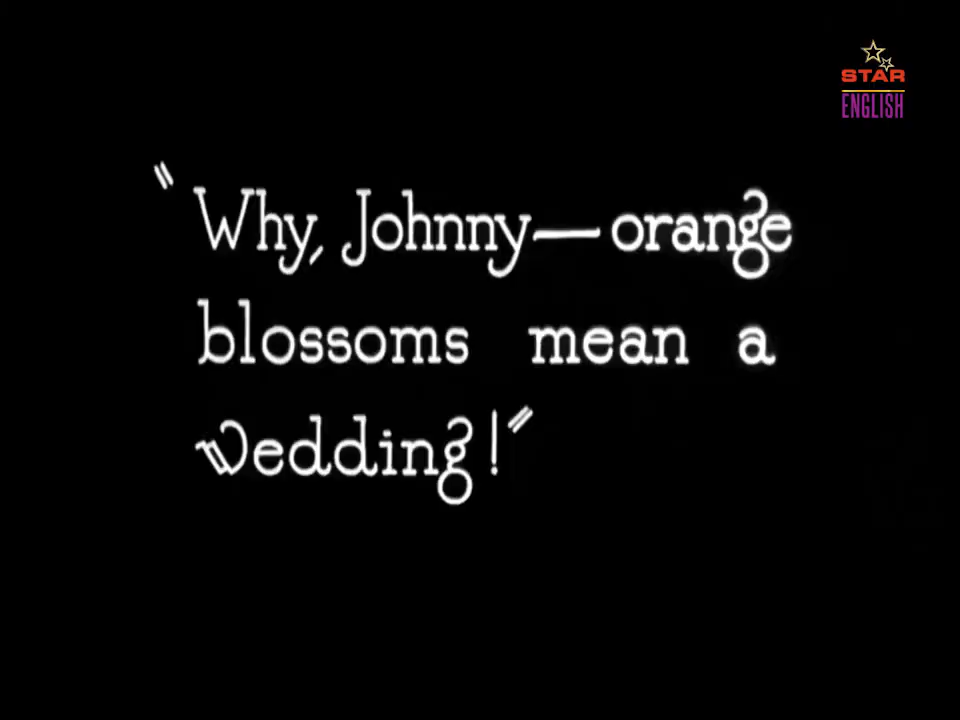 STAR
ENGLISH
"Why, Johnny—orange
blossoms mean a
wedding!"